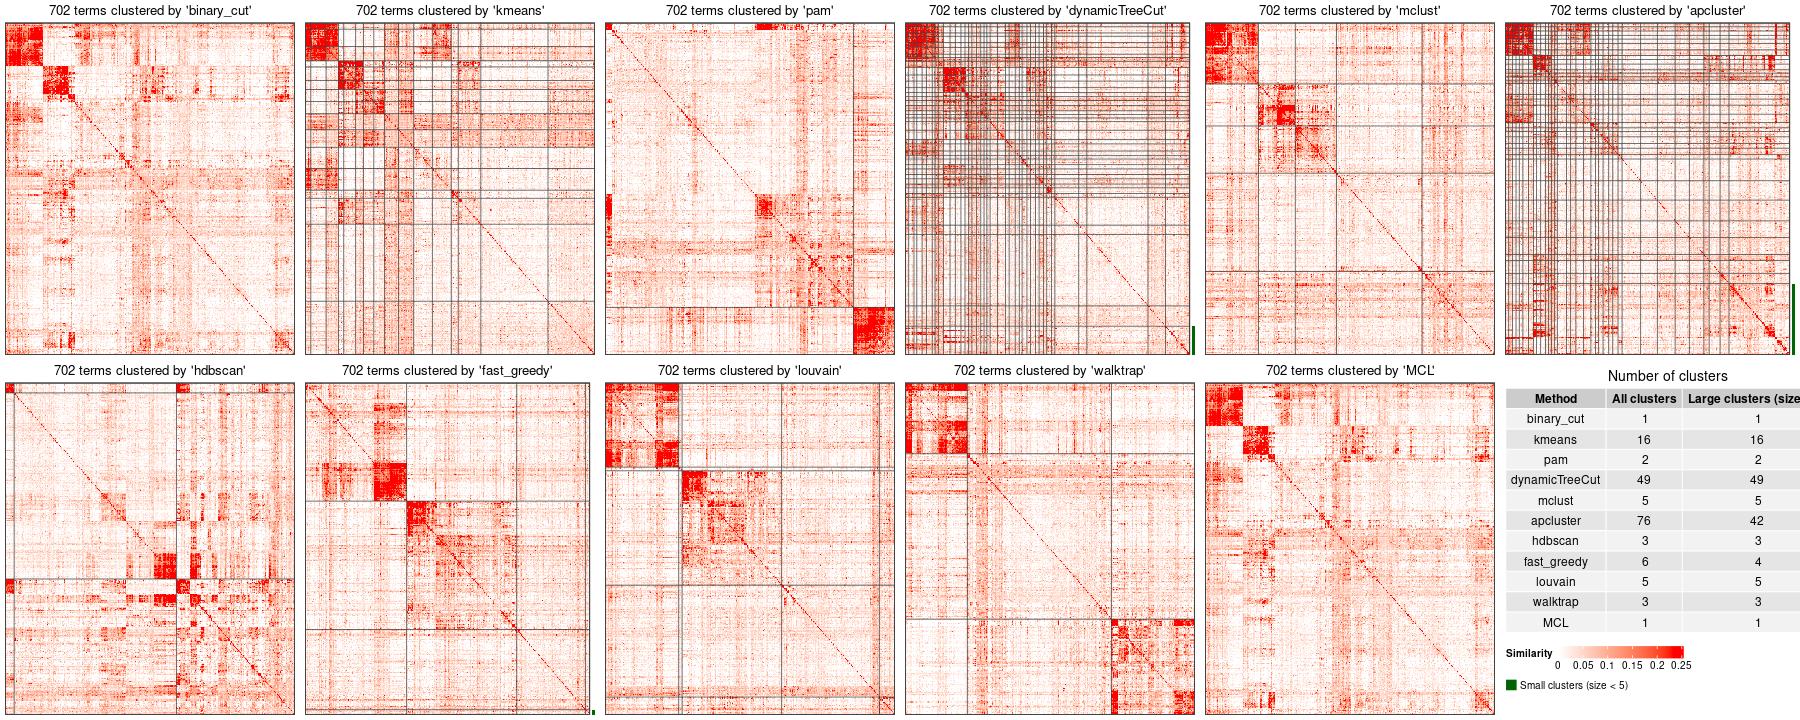 702 terms clustered by 'binary_cut'
702 terms clustered by 'kmeans'
702 terms clustered by 'pam'
702 terms clustered by 'dynamicTreeCut'
702 terms clustered by 'mclust'
702 terms clustered by 'apcluster'
702 terms clustered by 'hdbscan'
702 terms clustered by 'fast_greedy'
702 terms clustered by 'louvain'
702 terms clustered by 'walktrap'
702 terms clustered by 'MCL'
Number of clusters
Method All clusters Large clusters (size
binary_cut 1 1
kmeans 16 16
pam 2 2
dynamicTreeCut 49 49
mclust 5 5
apcluster 76 42
hdbscan 3 3
fast_greedy 6 4
louvain 5 5
walktrap 3 3
MCL 1 1
Similarity
0 0.05 0.1 0.15 0.2 0.25
Small clusters (size < 5)